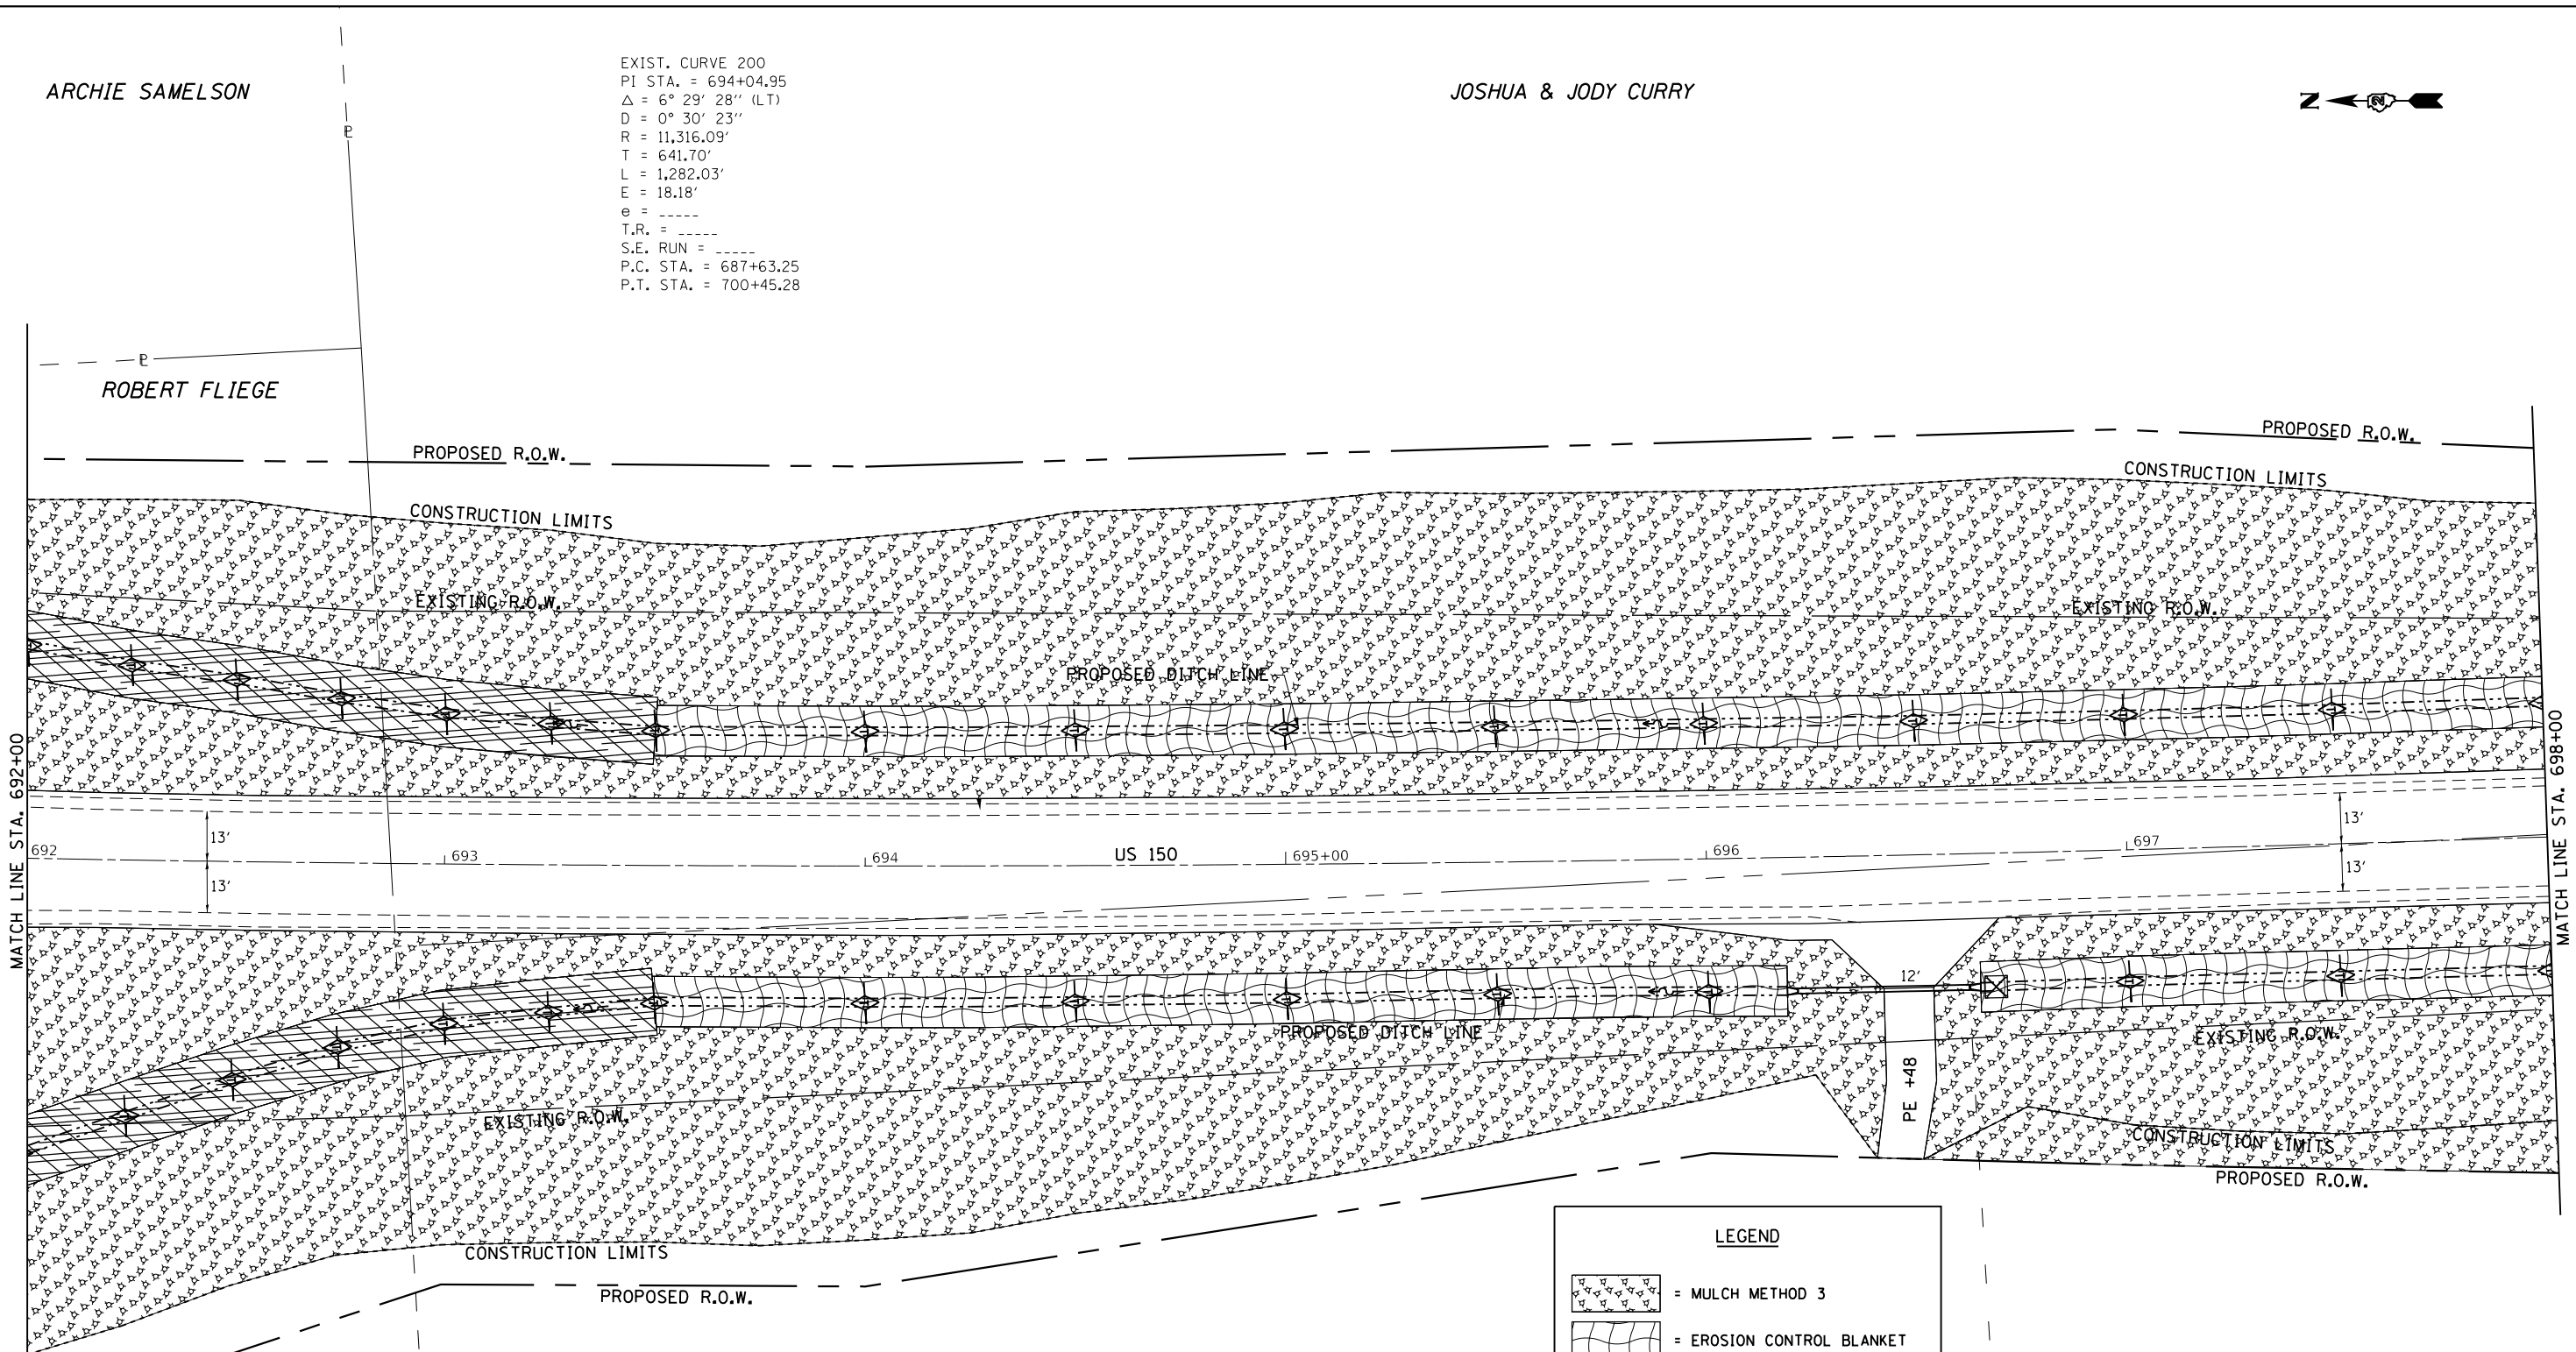 ARCHIE SAMELSON
EXIST. CURVE 200
PI STA. = 694+04.95
Δ = 6° 29' 28'' (LT)
D = 0° 30' 23''
R = 11,316.09'
T = 641.70'
L = 1,282.03'
E = 18.18'
e = _____
T.R. = _____
S.E. RUN = _____
P.C. STA. = 687+63.25
P.T. STA. = 700+45.28
JOSHUA & JODY CURRY
N
2
PL
PL
ROBERT FLIEGE
PROPOSED R.O.W.
PROPOSED R.O.W.
CONSTRUCTION LIMITS
CONSTRUCTION LIMITS
EXISTING R.O.W.
EXISTING R.O.W.
PROPOSED DITCH LINE
MATCH LINE STA. 692+00
MATCH LINE STA. 698+00
13'
13'
13'
13'
692
693
694
US 150
695+00
696
697
12'
PE +48
PROPOSED DITCH LINE
EXISTING R.O.W.
EXISTING R.O.W.
CONSTRUCTION LIMITS
PROPOSED R.O.W.
CONSTRUCTION LIMITS
PROPOSED R.O.W.
LEGEND
= MULCH METHOD 3
= EROSION CONTROL BLANKET